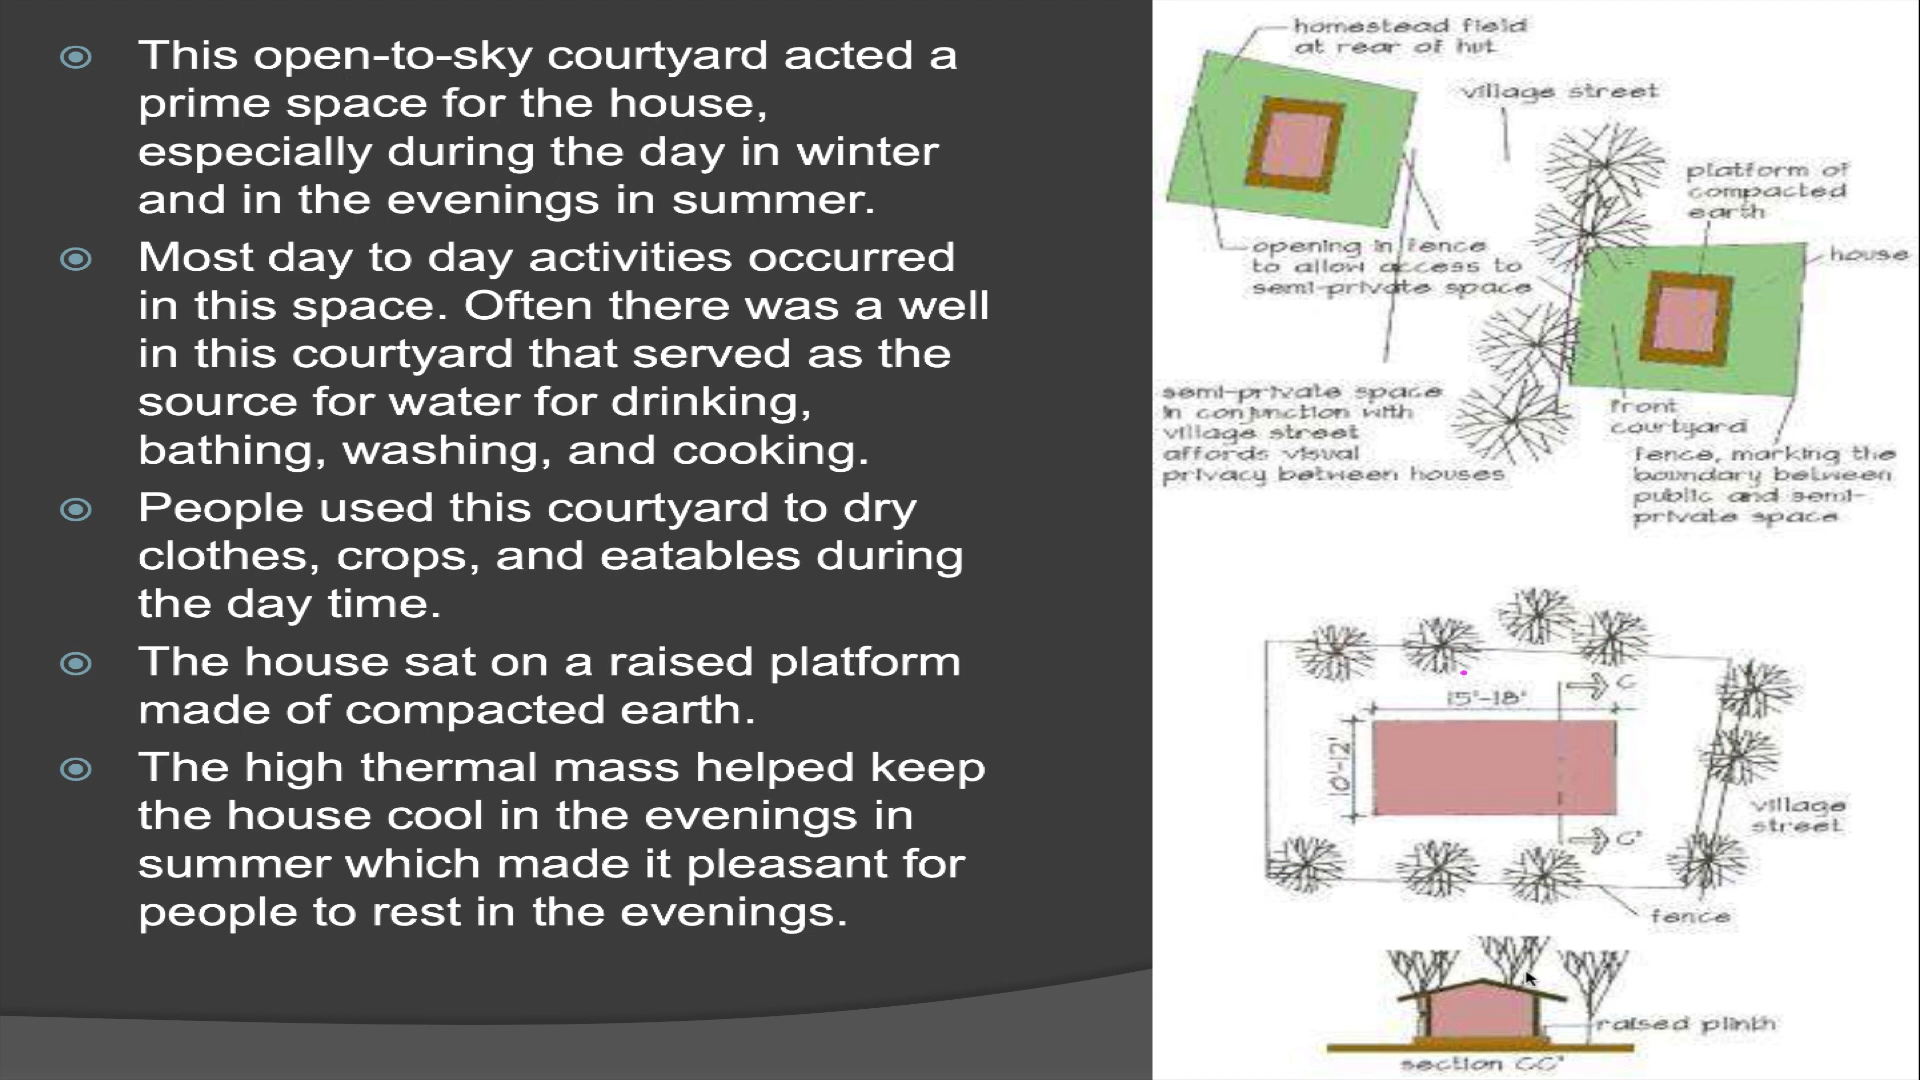 This open-to-sky courtyard acted a
prime space for the house,
especially during the day in winter
and in the evenings in summer.
Most day to day activities occurred
in this space. Often there was a well
in this courtyard that served as the
source for water for drinking,
bathing, washing, and cooking.
People used this courtyard to dry
clothes, crops, and eatables during
the day time.
The house sat on a raised platform
made of compacted earth.
The high thermal mass helped keep
the house cool in the evenings in
summer which made it pleasant for
people to rest in the evenings.
homestead field
at rear of hut
village street
platform of
compacted
earth
house
opening in fence
to allow access to
semi-private space
semi-private space
in conjunction with
village street
affords visual
privacy between houses
front
courtyard
fence, marking the
boundary between
public and semi-
private space
C
15'-18'
10'-12'
village
street
C'
fence
raised plinth
section CC'